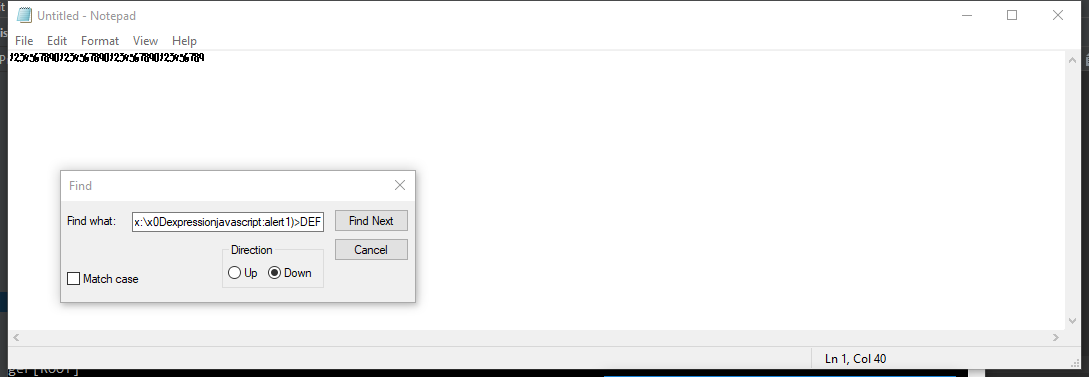 Untitled - Notepad
File Edit Format View Help
123456789012345678901234567890123456789
Find
Find what: x:\x0Dexpressionjavascript:alert1)>DEF Find Next
Direction Cancel
Up Down
Match case
Ln 1, Col 40